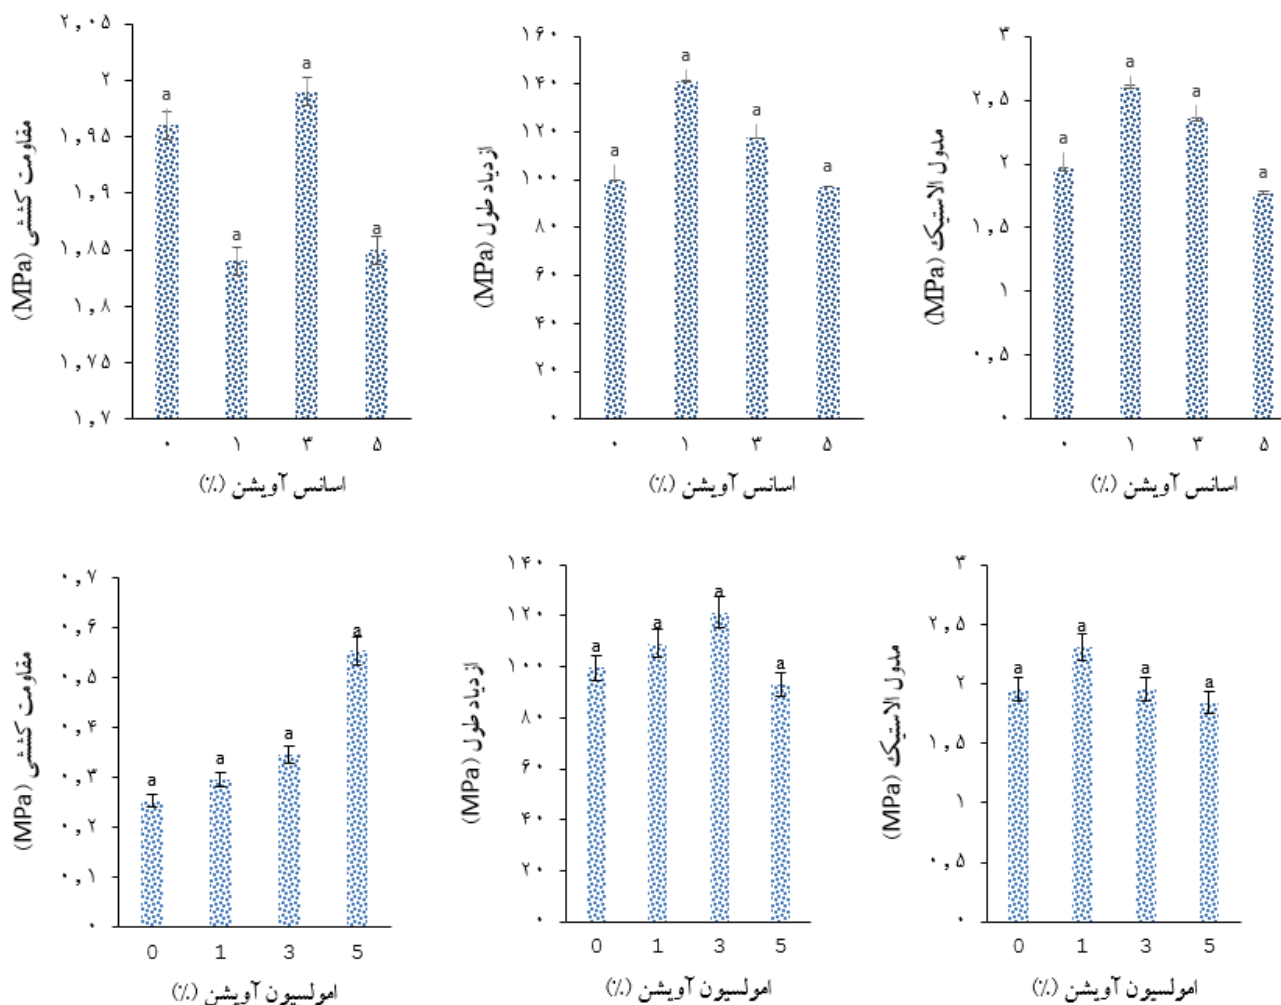 ۲٫۰۵
۲
۱٫۹۵
۱٫۹
۱٫۸۵
۱٫۸
۱٫۷۵
۱٫۷
مقاومت کششی
(MPa)
a
a
a
a
۰
۱
۳
۵
اسانس آویشن (٪)
۱۶۰
۱۴۰
۱۲۰
۱۰۰
۸۰
۶۰
۴۰
۲۰
۰
ازدیاد طول (MPa)
a
a
a
a
۰
۱
۳
۵
اسانس آویشن (٪)
۳
۲٫۵
۲
۱٫۵
۱
۰٫۵
۰
مدول الاستیک (MPa)
a
a
a
a
۰
۱
۳
۵
اسانس آویشن (٪)
۰٫۷
۰٫۶
۰٫۵
۰٫۴
۰٫۳
۰٫۲
۰٫۱
۰
مقاومت کششی
(MPa)
a
a
a
a
0
1
3
5
امولسیون آویشن (٪)
۱۴۰
۱۲۰
۱۰۰
۸۰
۶۰
۴۰
۲۰
۰
ازدیاد طول (MPa)
a
a
a
a
0
1
3
5
امولسیون آویشن (٪)
۳
۲٫۵
۲
۱٫۵
۱
۰٫۵
۰
مدول الاستیک (MPa)
a
a
a
a
0
1
3
5
امولسیون آویشن (٪)